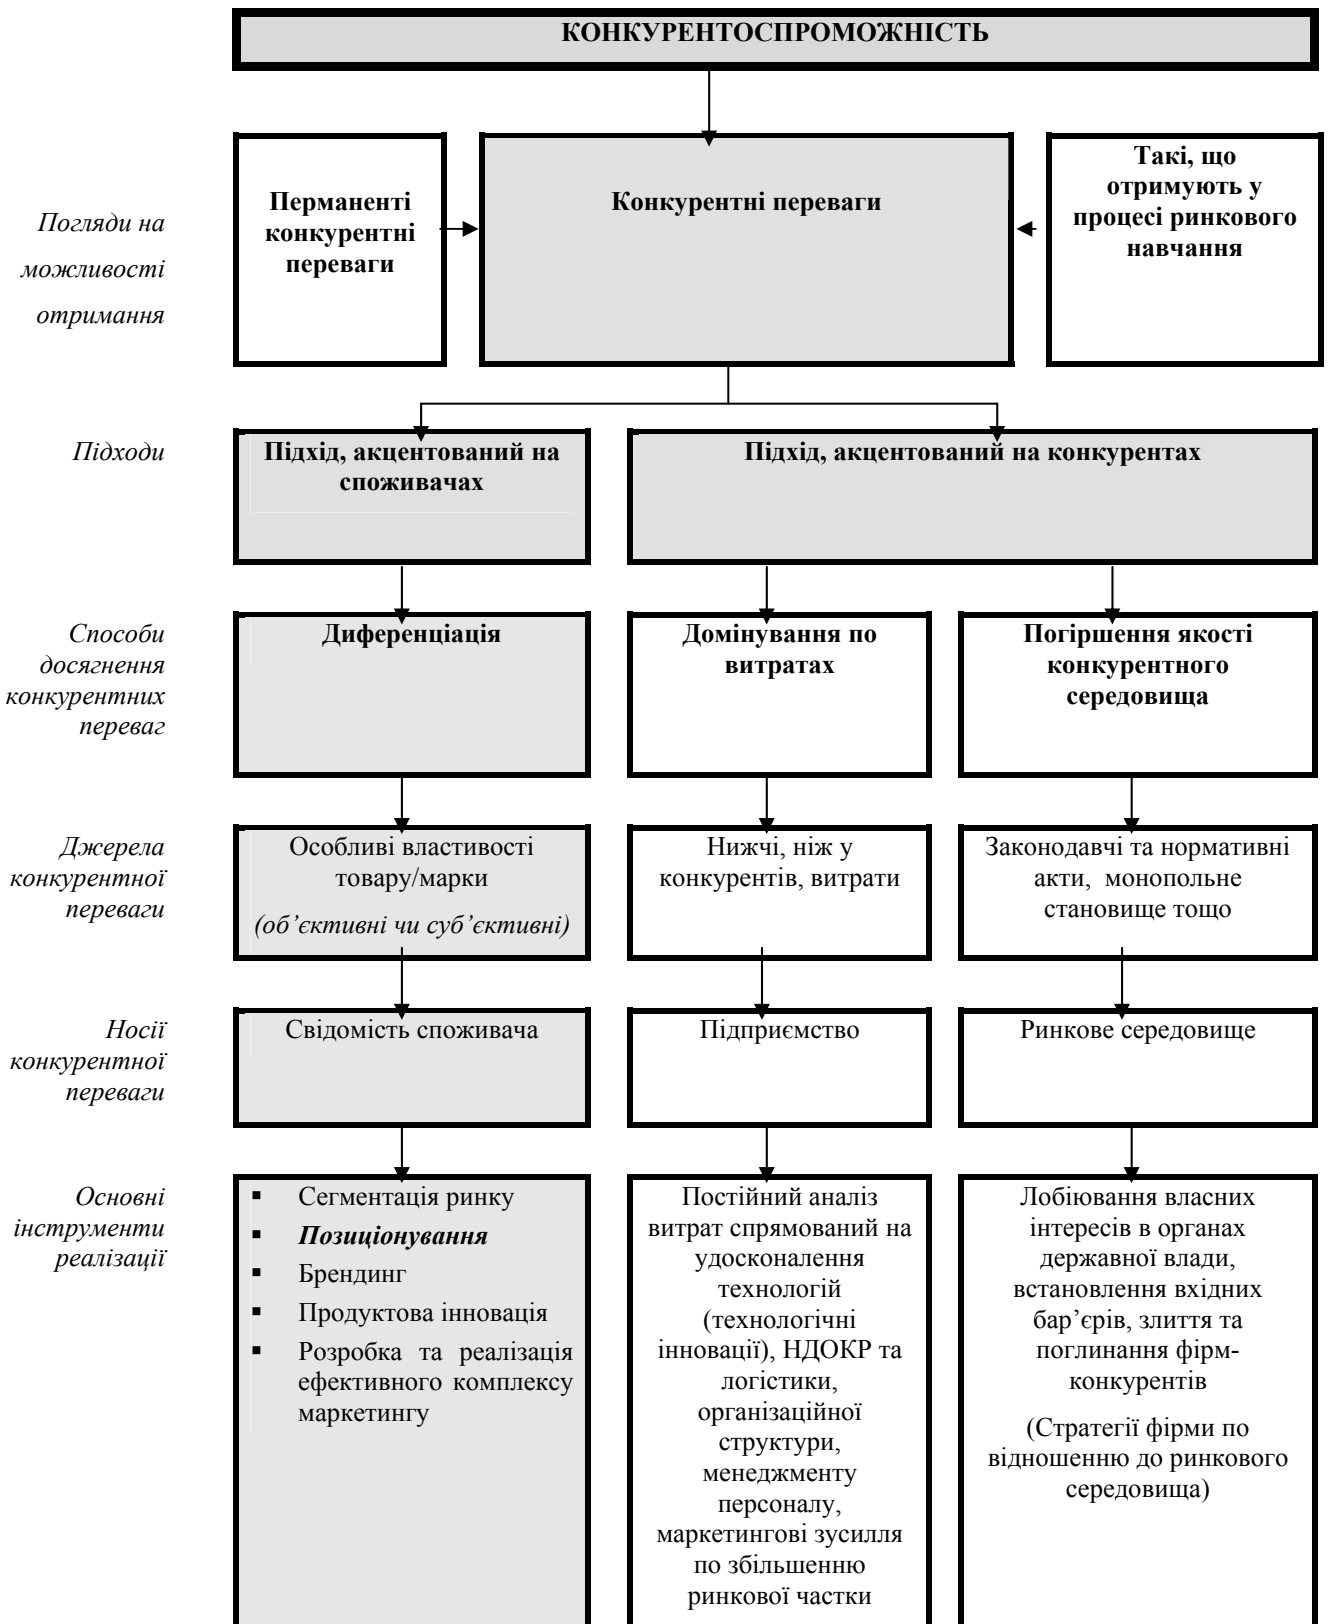 КОНКУРЕНТОСПРОМОЖНІСТЬ
Погляди на
можливості
отримання
Перманенті
конкурентні
переваги
Конкурентні переваги
Такі, що
отримують у
процесі ринкового
навчання
Підходи
Підхід, акцентований на
споживачах
Підхід, акцентований на конкурентах
Способи
досягнення
конкурентних
переваг
Диференціація
Домінування по
витратах
Погіршення якості
конкурентного
середовища
Джерела
конкурентної
переваги
Особливі властивості
товару/марки
(об’єктивні чи суб’єктивні)
Нижчі, ніж у
конкурентів, витрати
Законодавчі та нормативні
акти, монопольне
становище тощо
Носії
конкурентної
переваги
Свідомість споживача
Підприємство
Ринкове середовище
Основні
інструменти
реалізації
▪ Сегментація ринку
▪ Позиціонування
▪ Брендинг
▪ Продуктова інновація
▪ Розробка та реалізація
ефективного комплексу
маркетингу
Постійний аналіз
витрат спрямований на
удосконалення
технологій
(технологічні
інновації), НДОКР та
логістики,
організаційної
структури,
менеджменту
персоналу,
маркетингові зусилля
по збільшенню
ринкової частки
Лобіювання власних
інтересів в органах
державної влади,
встановлення вхідних
бар’єрів, злиття та
поглинання фірм-
конкурентів
(Стратегії фірми по
відношенню до ринкового
середовища)